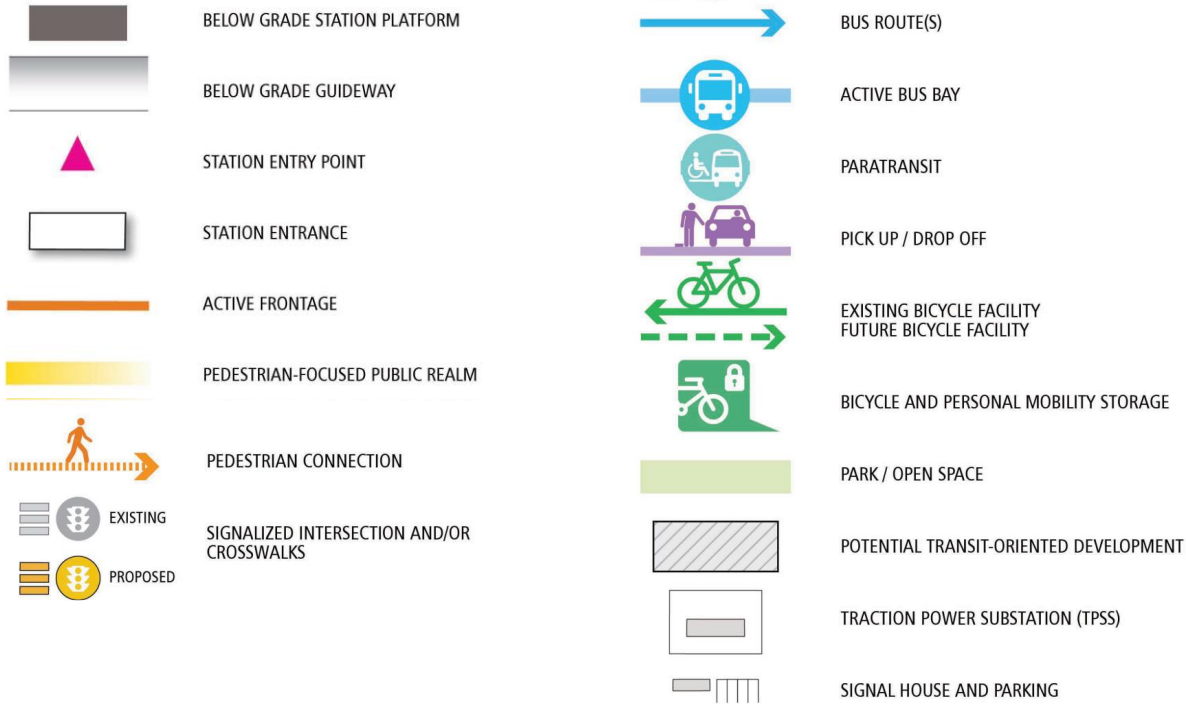 BELOW GRADE STATION PLATFORM
BELOW GRADE GUIDEWAY
STATION ENTRY POINT
STATION ENTRANCE
ACTIVE FRONTAGE
PEDESTRIAN-FOCUSED PUBLIC REALM
PEDESTRIAN CONNECTION
EXISTING
PROPOSED
SIGNALIZED INTERSECTION AND/OR
CROSSWALKS
BUS ROUTE(S)
ACTIVE BUS BAY
PARATRANSIT
PICK UP / DROP OFF
EXISTING BICYCLE FACILITY
FUTURE BICYCLE FACILITY
BICYCLE AND PERSONAL MOBILITY STORAGE
PARK / OPEN SPACE
POTENTIAL TRANSIT-ORIENTED DEVELOPMENT
TRACTION POWER SUBSTATION (TPSS)
SIGNAL HOUSE AND PARKING